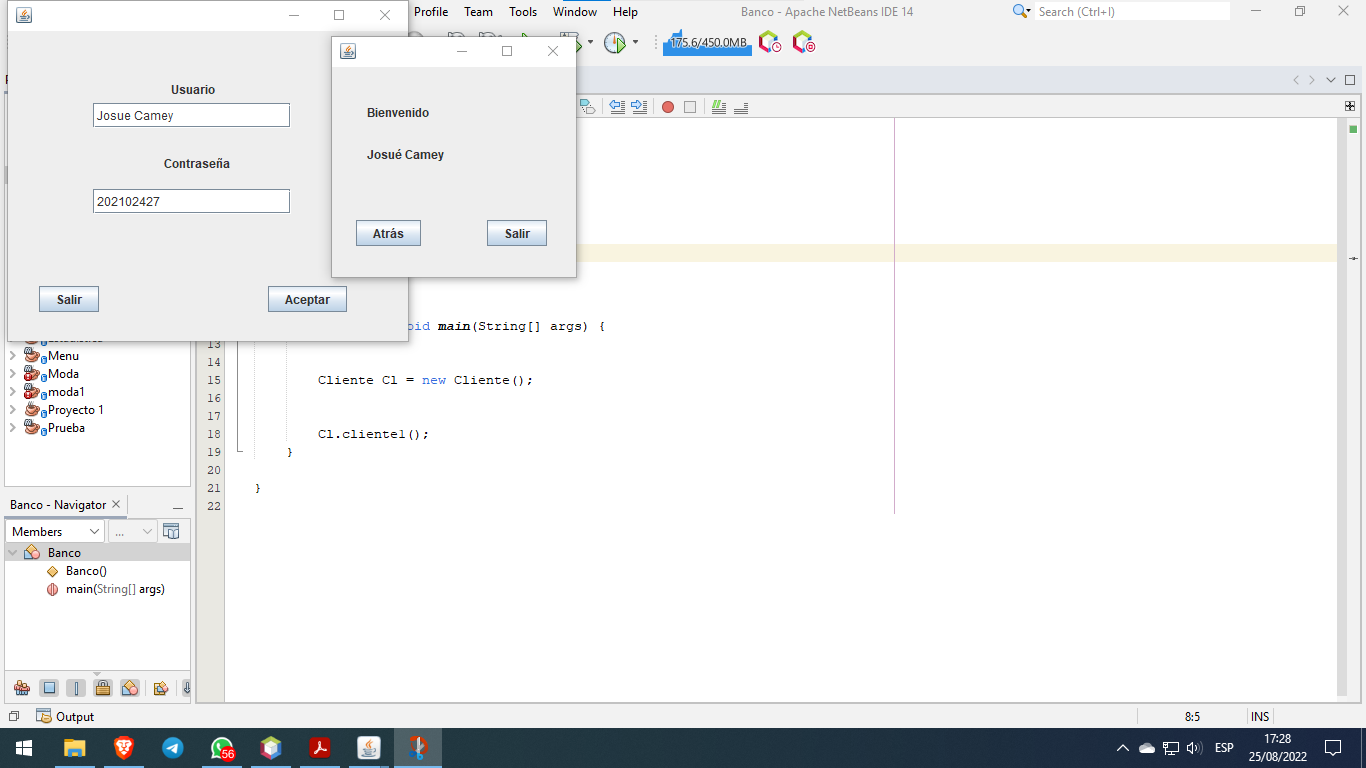 Profile Team Tools Window Help
Banco - Apache NetBeans IDE 14
Search (Ctrl+I)
175.6/450.0MB
Usuario
Josue Camey
Contraseña
202102427
Salir
Aceptar
Bienvenido
Josué Camey
Atrás
Salir
Menu
Moda
moda1
Proyecto 1
Prueba
void main(String[] args) {
13
14
15 Cliente Cl = new Cliente();
16
17
18 Cl.cliente1();
19 }
20
21 }
22
Banco - Navigator
Members
...
Banco
Banco()
main(String[] args)
Output
8:5
INS
56
ESP
17:28
25/08/2022